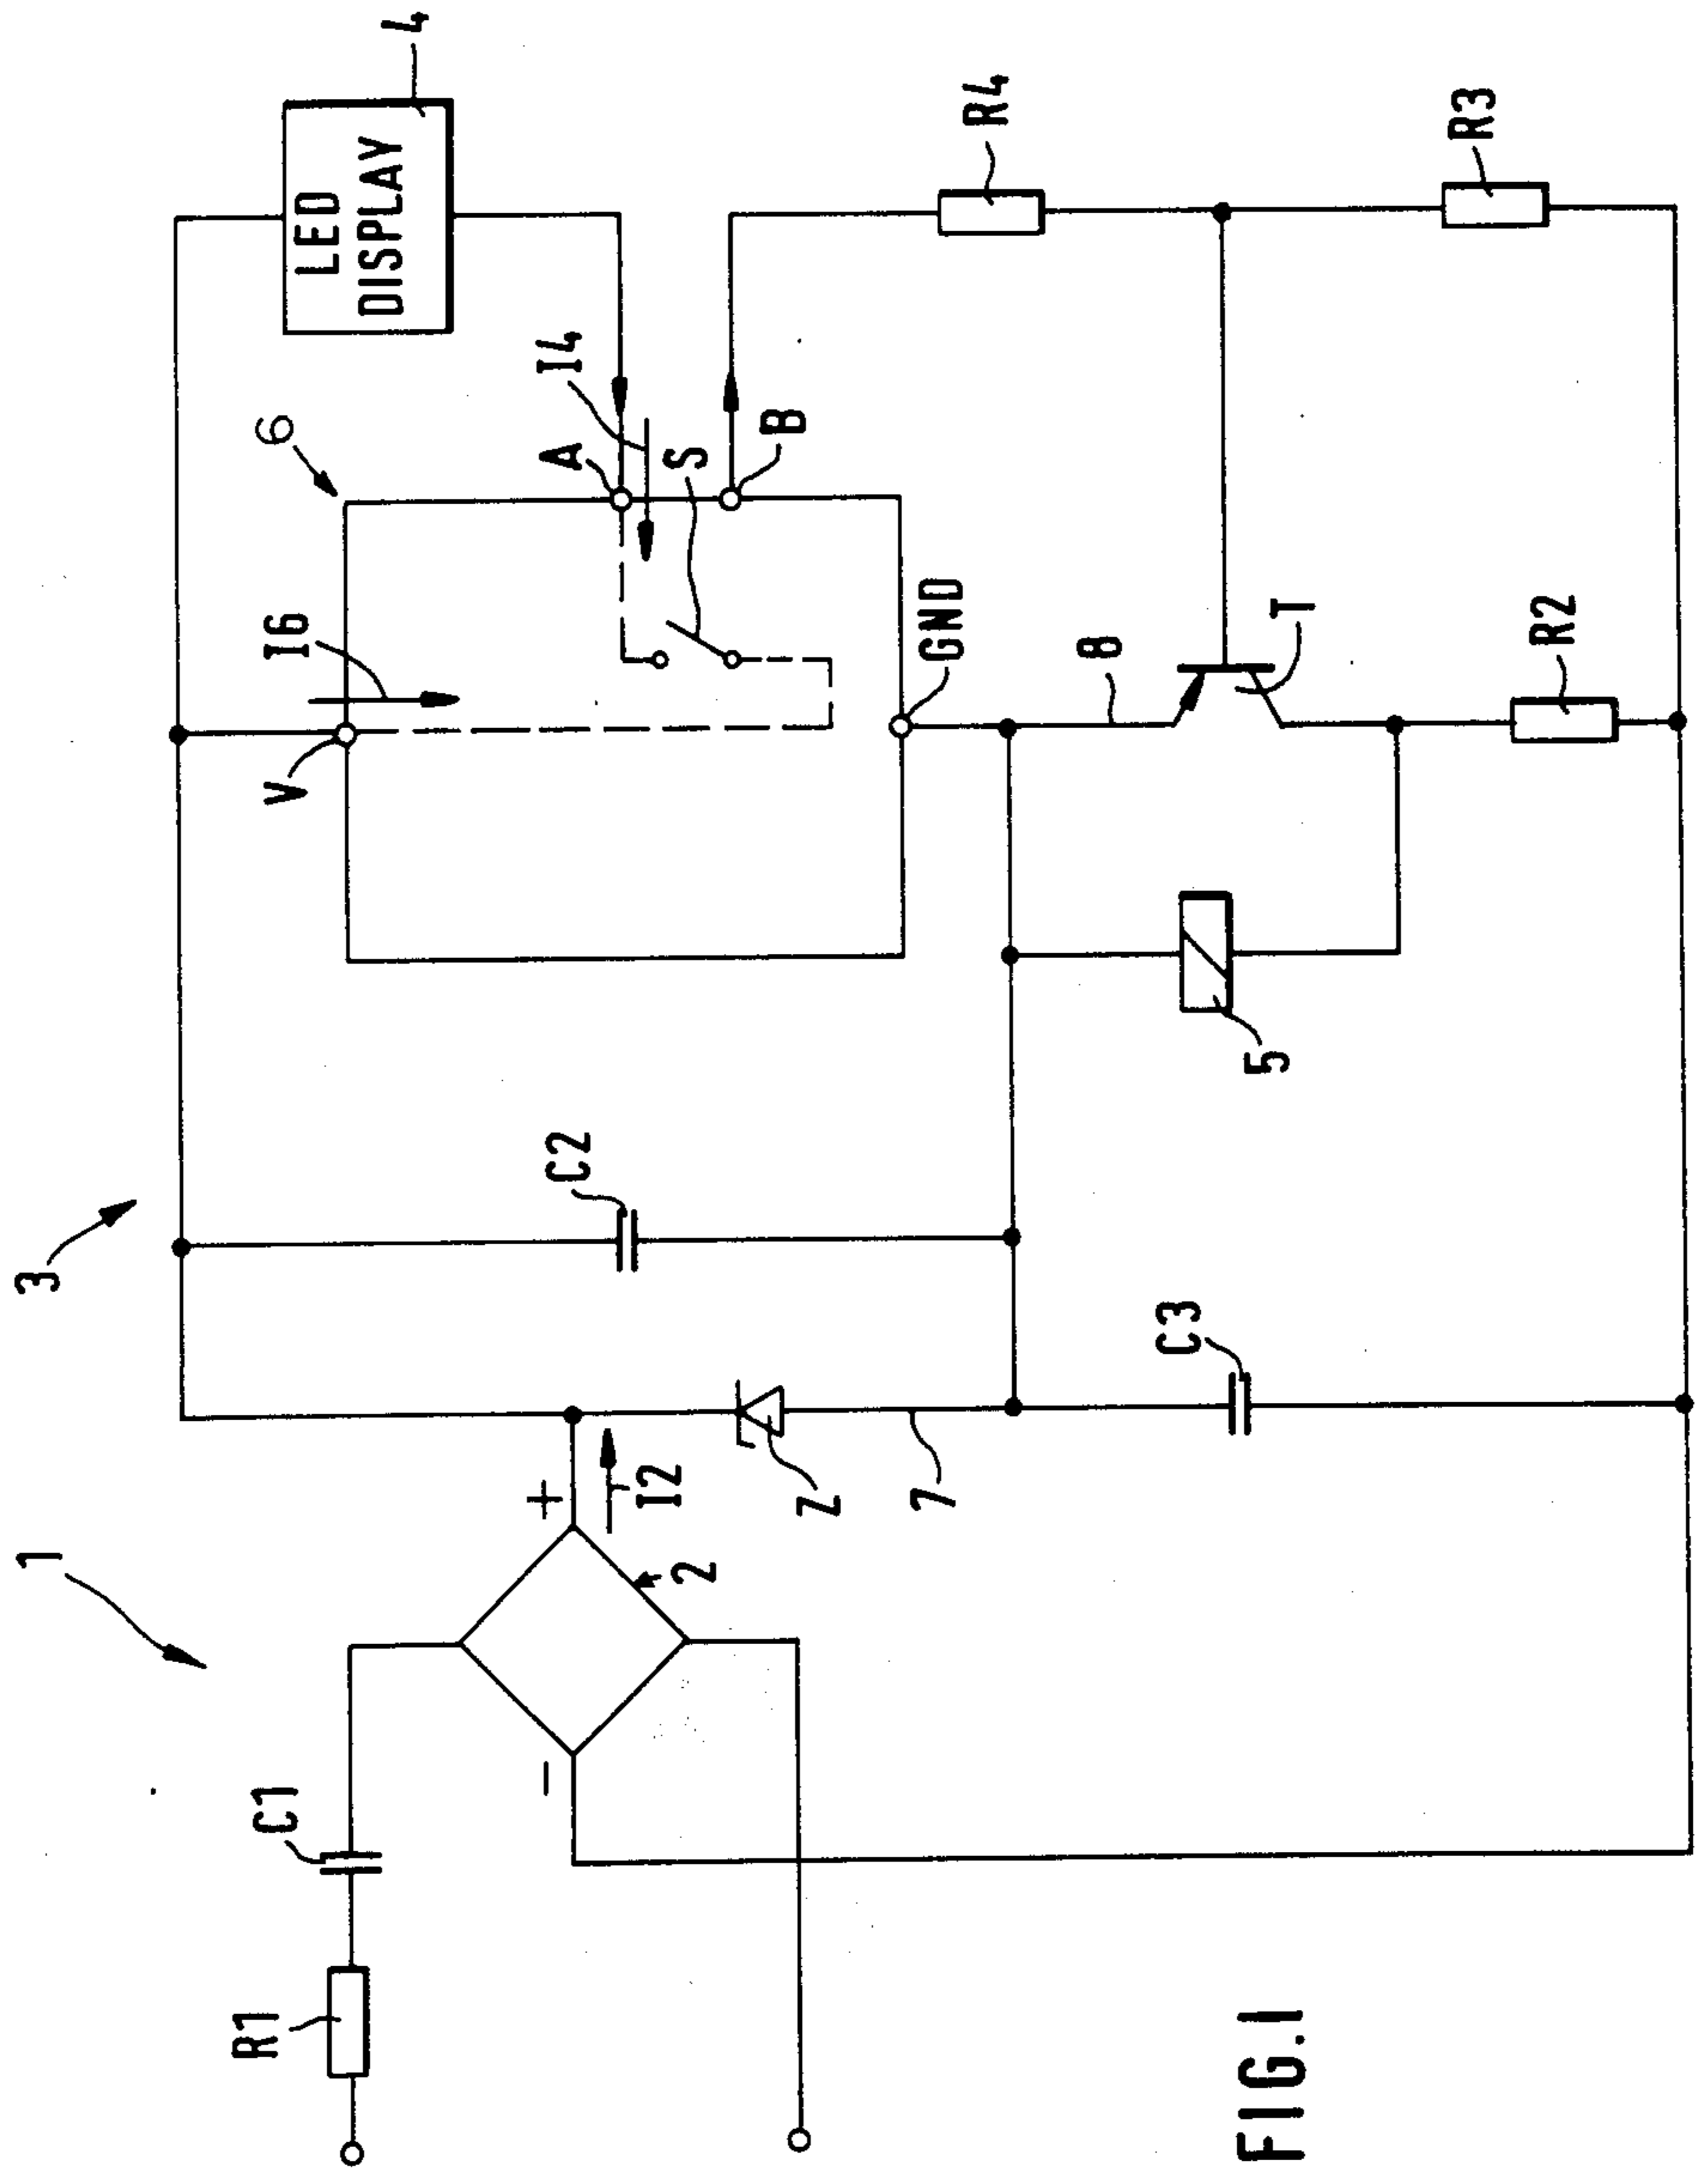 1
3
R1
C1
-
+
2
I2
Z
7
C2
C3
5
V
I6
6
A
I4
S
B
GND
8
T
R2
LED
DISPLAY
4
R4
R3
FIG.1